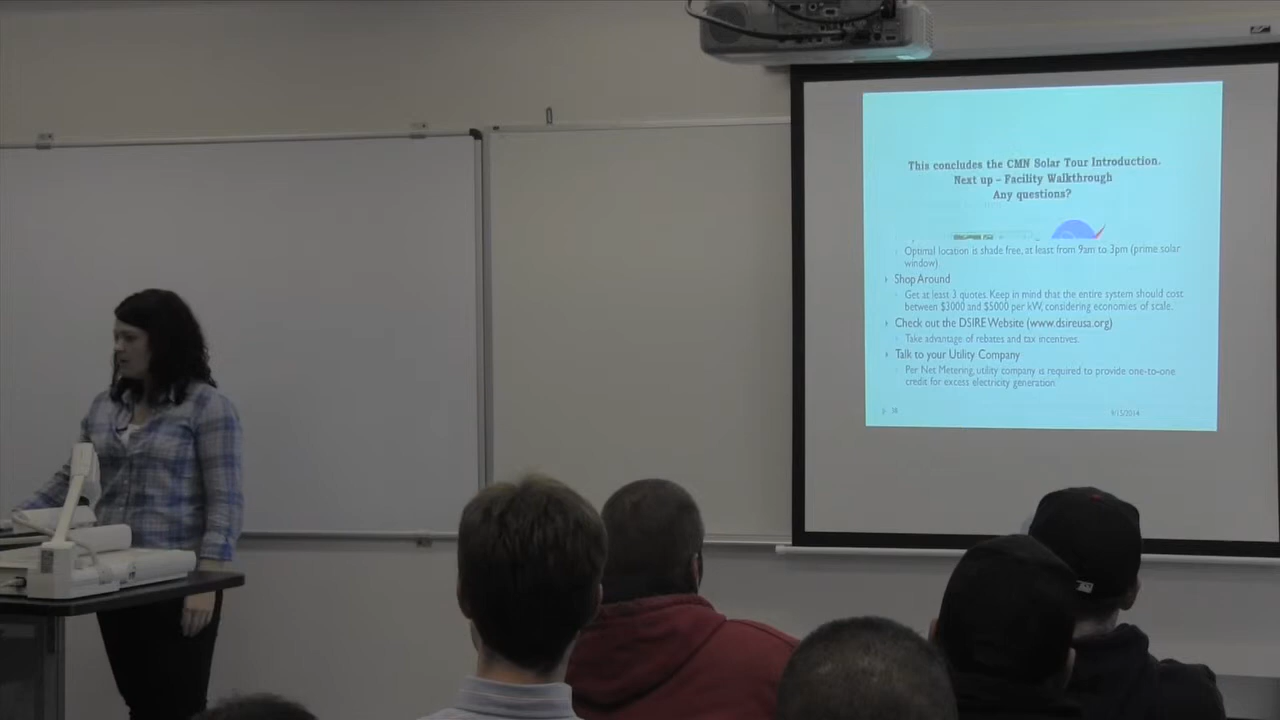 This concludes the CMN Solar Tour Introduction.
Next up – Facility Walkthrough
Any questions?
Optimal location is shade free, at least from 9am to 3pm (prime solar
window)
Shop Around
Get at least 3 quotes. Keep in mind that the entire system should cost
between $3000 and $5000 per kW, considering economies of scale.
Check out the DSIRE Website (www.dsireusa.org)
Take advantage of rebates and tax incentives.
Talk to your Utility Company
Per Net Metering, utility company is required to provide one-to-one
credit for excess electricity generation
9/15/2014